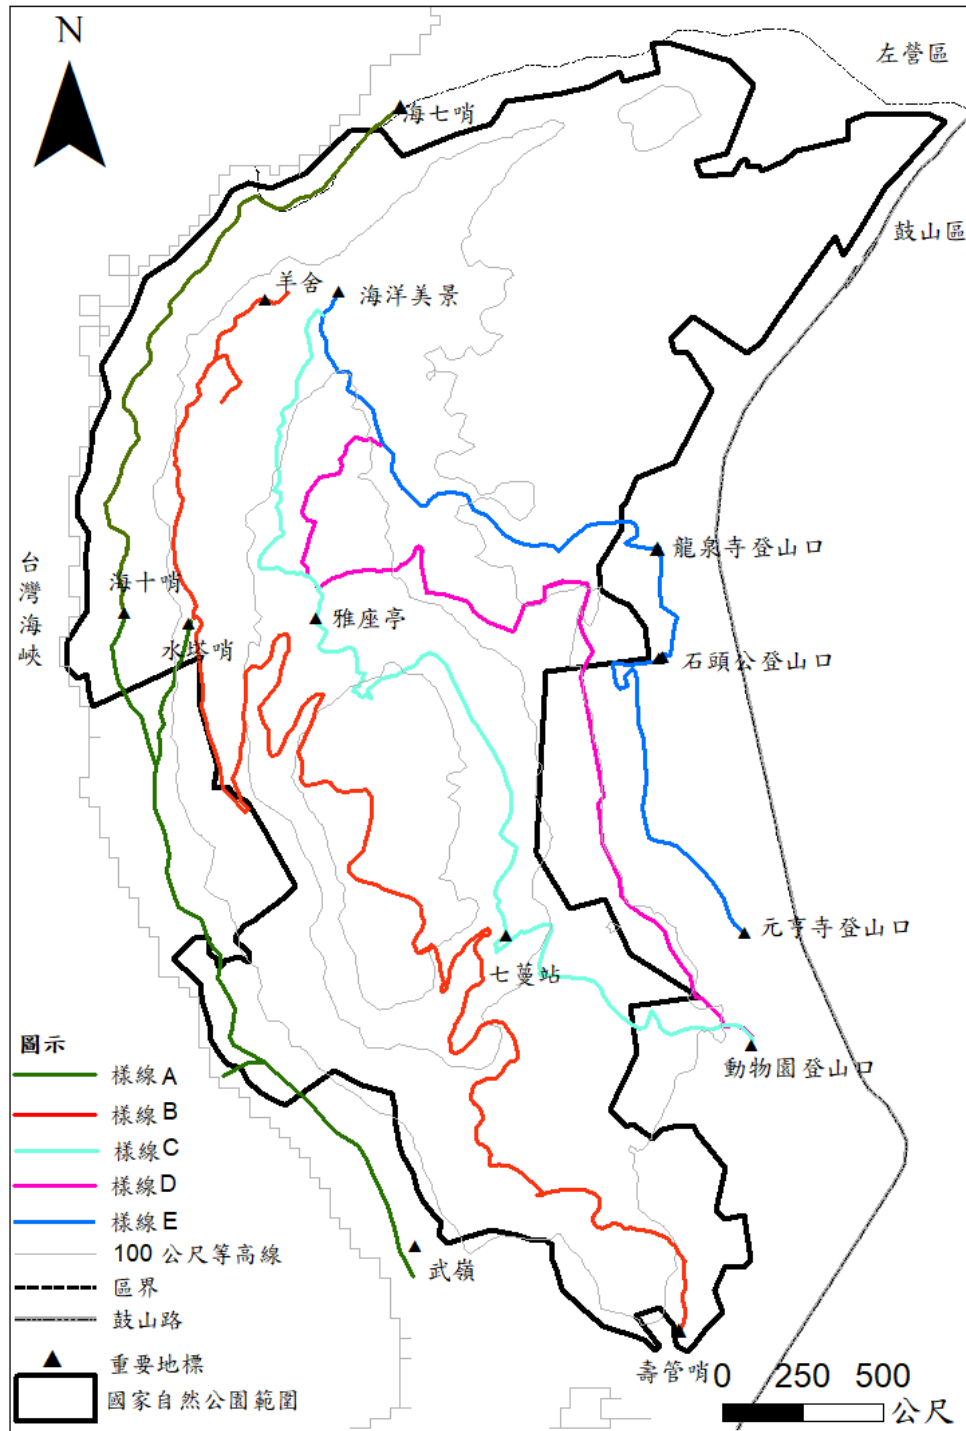 N
左營區
海七哨
鼓山區
羊舍
海洋美景
龍泉寺登山口
台灣海峽
海十哨
雅座亭
水塔哨
石頭公登山口
元亨寺登山口
七蔓站
動物園登山口
圖示
樣線A
樣線B
樣線C
樣線D
樣線E
100 公尺等高線
區界
鼓山路
重要地標
國家自然公園範圍
武嶺
壽管哨
0 250 500
公尺